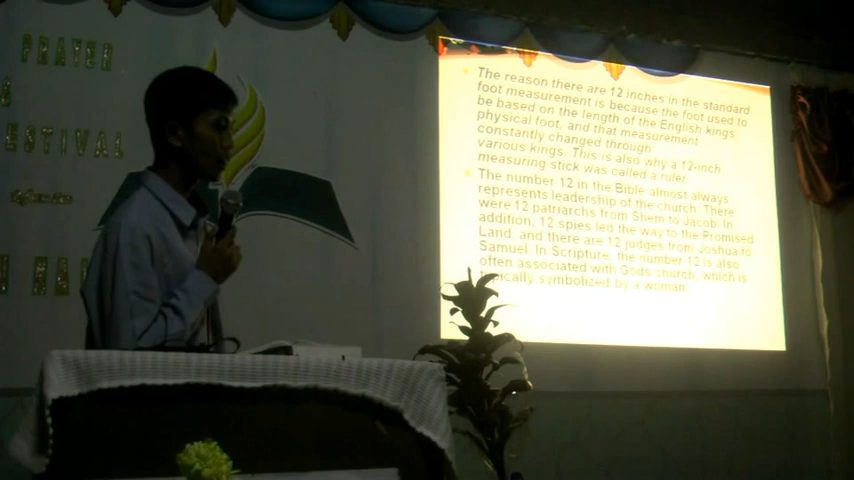 PRAYER
ESTIVAL
The reason there are 12 inches in the standard
foot measurement is because the foot used to
be based on the length of the English kings
physical foot, and that measurement
constantly changed through
various kings. This is also why a 12-inch
measuring stick was called a ruler.
The number 12 in the Bible almost always
represents leadership of the church. There
were 12 patriarchs from Shem to Jacob. In
addition, 12 spies led the way to the Promised
Land, and there are 12 judges from Joshua to
Samuel. In Scripture, the number 12 is also
often associated with Gods church, which is
typically symbolized by a woman.